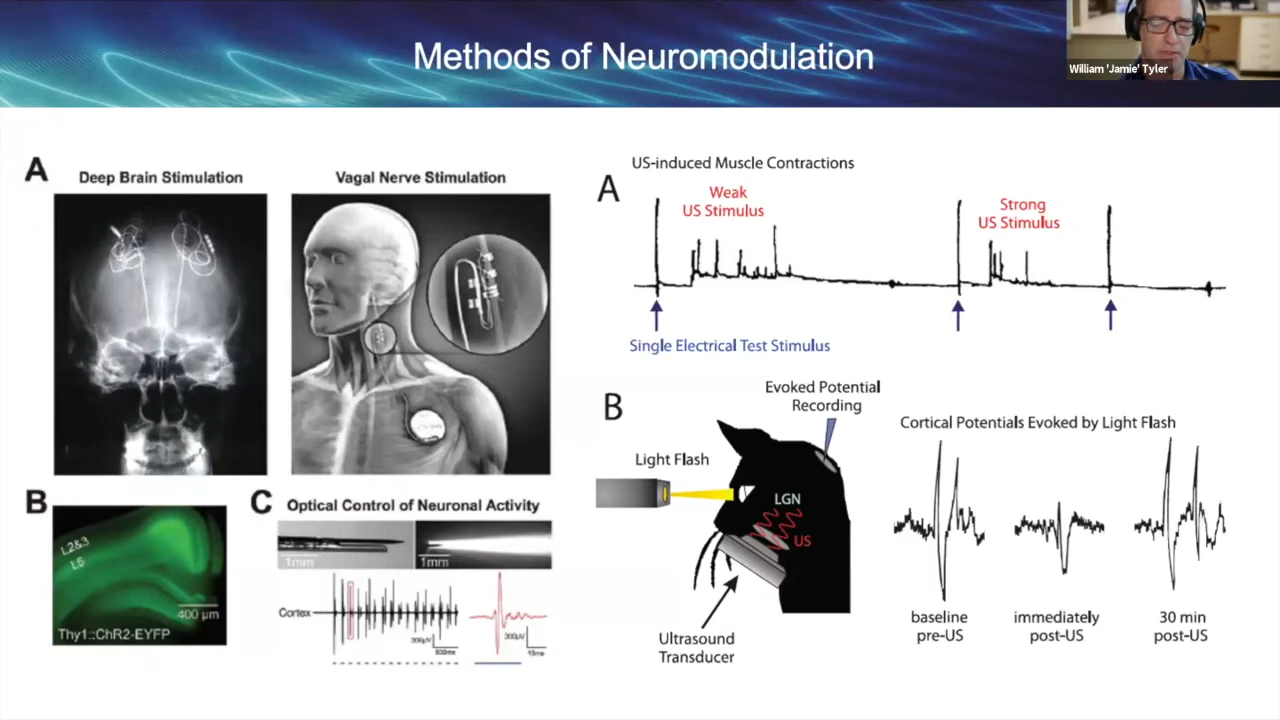 Methods of Neuromodulation
William 'Jamie' Tyler
A
Deep Brain Stimulation
Vagal Nerve Stimulation
B
L2&3
L5
400 µm
Thy1::ChR2-EYFP
C
Optical Control of Neuronal Activity
1mm
1mm
Cortex
300µV
500ms
300µV
10ms
A
US-induced Muscle Contractions
Weak
US Stimulus
Strong
US Stimulus
Single Electrical Test Stimulus
B
Evoked Potential
Recording
Light Flash
LGN
US
Ultrasound
Transducer
Cortical Potentials Evoked by Light Flash
baseline
pre-US
immediately
post-US
30 min
post-US